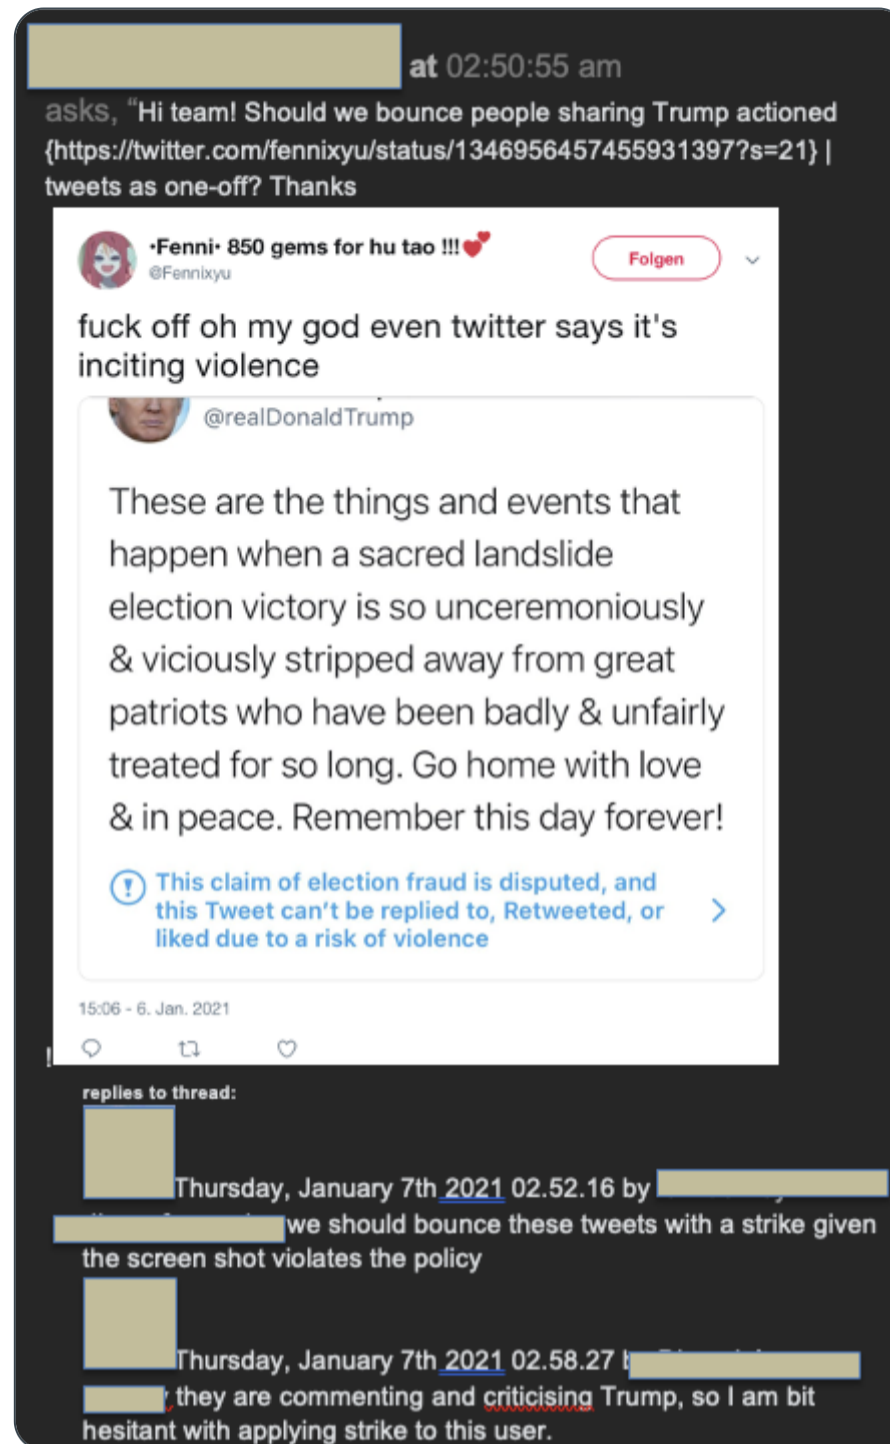 at 02:50:55 am
asks, “Hi team! Should we bounce people sharing Trump actioned
{https://twitter.com/fennixyu/status/1346956457455931397?s=21} |
tweets as one-off? Thanks
·Fenni· 850 gems for hu tao !!!💕
@Fennixyu
Folgen
fuck off oh my god even twitter says it's
inciting violence
@realDonaldTrump
These are the things and events that
happen when a sacred landslide
election victory is so unceremoniously
& viciously stripped away from great
patriots who have been badly & unfairly
treated for so long. Go home with love
& in peace. Remember this day forever!
This claim of election fraud is disputed, and
this Tweet can’t be replied to, Retweeted, or
liked due to a risk of violence
15:06 - 6. Jan. 2021
!
replies to thread:
Thursday, January 7th 2021 02.52.16 by
we should bounce these tweets with a strike given
the screen shot violates the policy
Thursday, January 7th 2021 02.58.27
they are commenting and criticising Trump, so I am bit
hesitant with applying strike to this user.